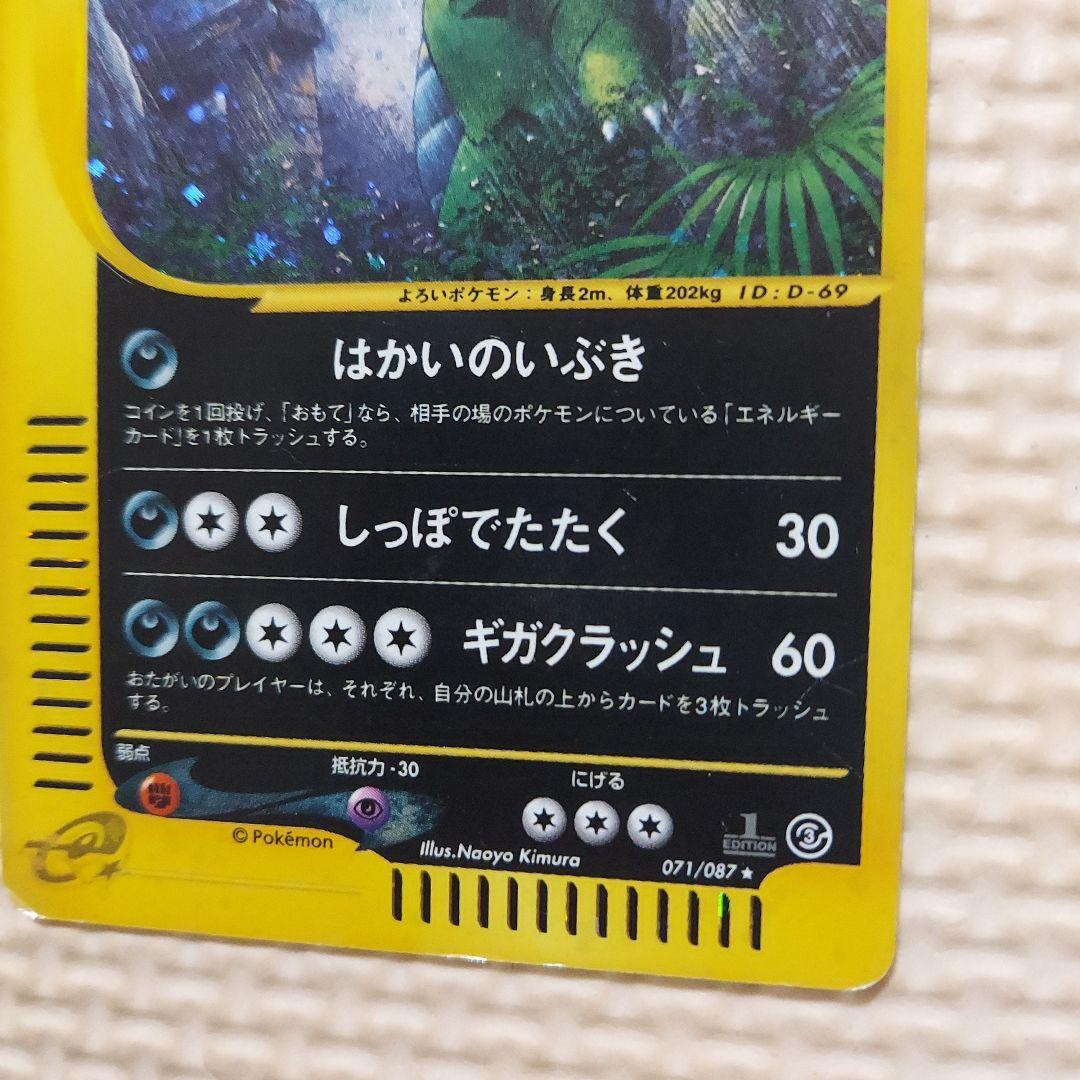 よろいポケモン：身長2m、体重202kg ID：D-69
はかいのいぶき
コインを1回投げ、「おもて」なら、相手の場のポケモンについている「エネルギー
カード」を1枚トラッシュする。
しっぽでたたく 30
ギガクラッシュ 60
おたがいのプレイヤーは、それぞれ、自分の山札の上からカードを3枚トラッシュ
する。
弱点 抵抗力-30 にげる
© Pokémon
Illus.Naoyo Kimura
1 EDITION
3
071/087★
e